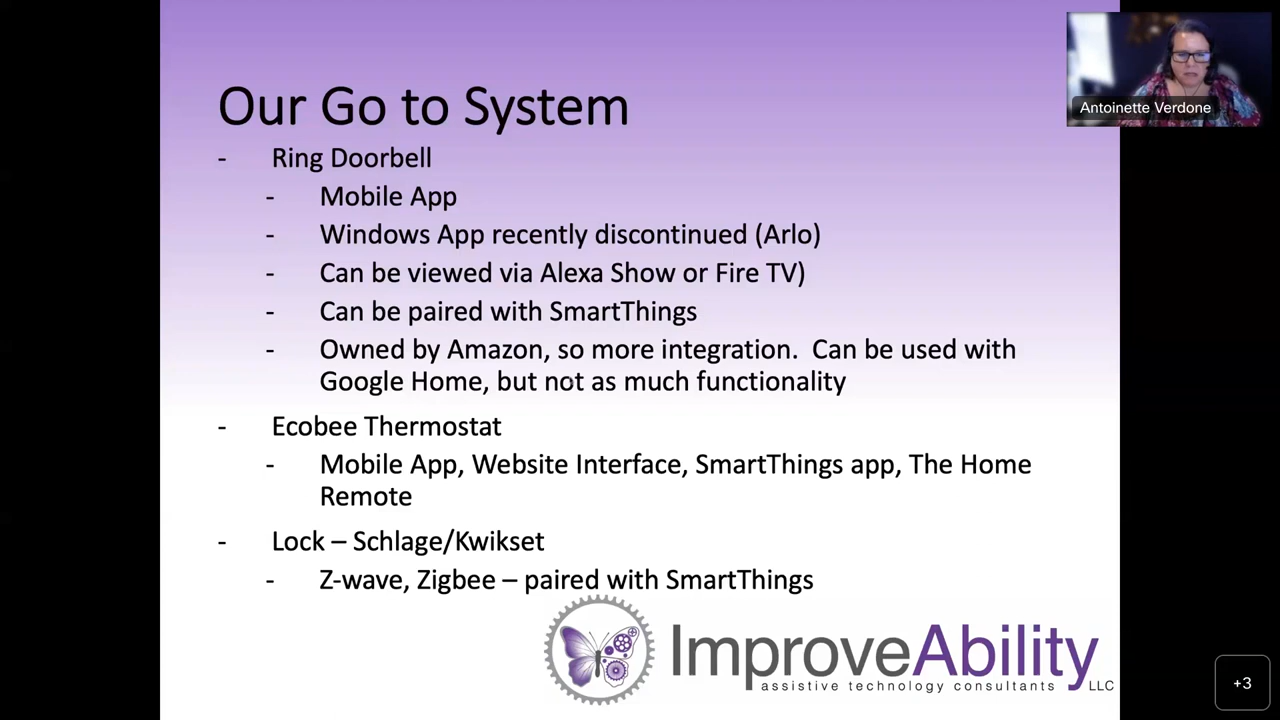 Our Go to System
- Ring Doorbell
- Mobile App
- Windows App recently discontinued (Arlo)
- Can be viewed via Alexa Show or Fire TV)
- Can be paired with SmartThings
- Owned by Amazon, so more integration.  Can be used with
Google Home, but not as much functionality
- Ecobee Thermostat
- Mobile App, Website Interface, SmartThings app, The Home
Remote
- Lock – Schlage/Kwikset
- Z-wave, Zigbee – paired with SmartThings
ImproveAbility LLC
assistive technology consultants
Antoinette Verdone
+3